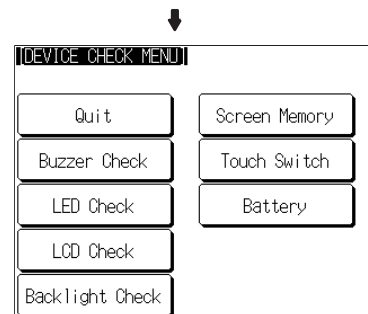 [DEVICE CHECK MENU]
Quit
Buzzer Check
LED Check
LCD Check
Backlight Check
Screen Memory
Touch Switch
Battery